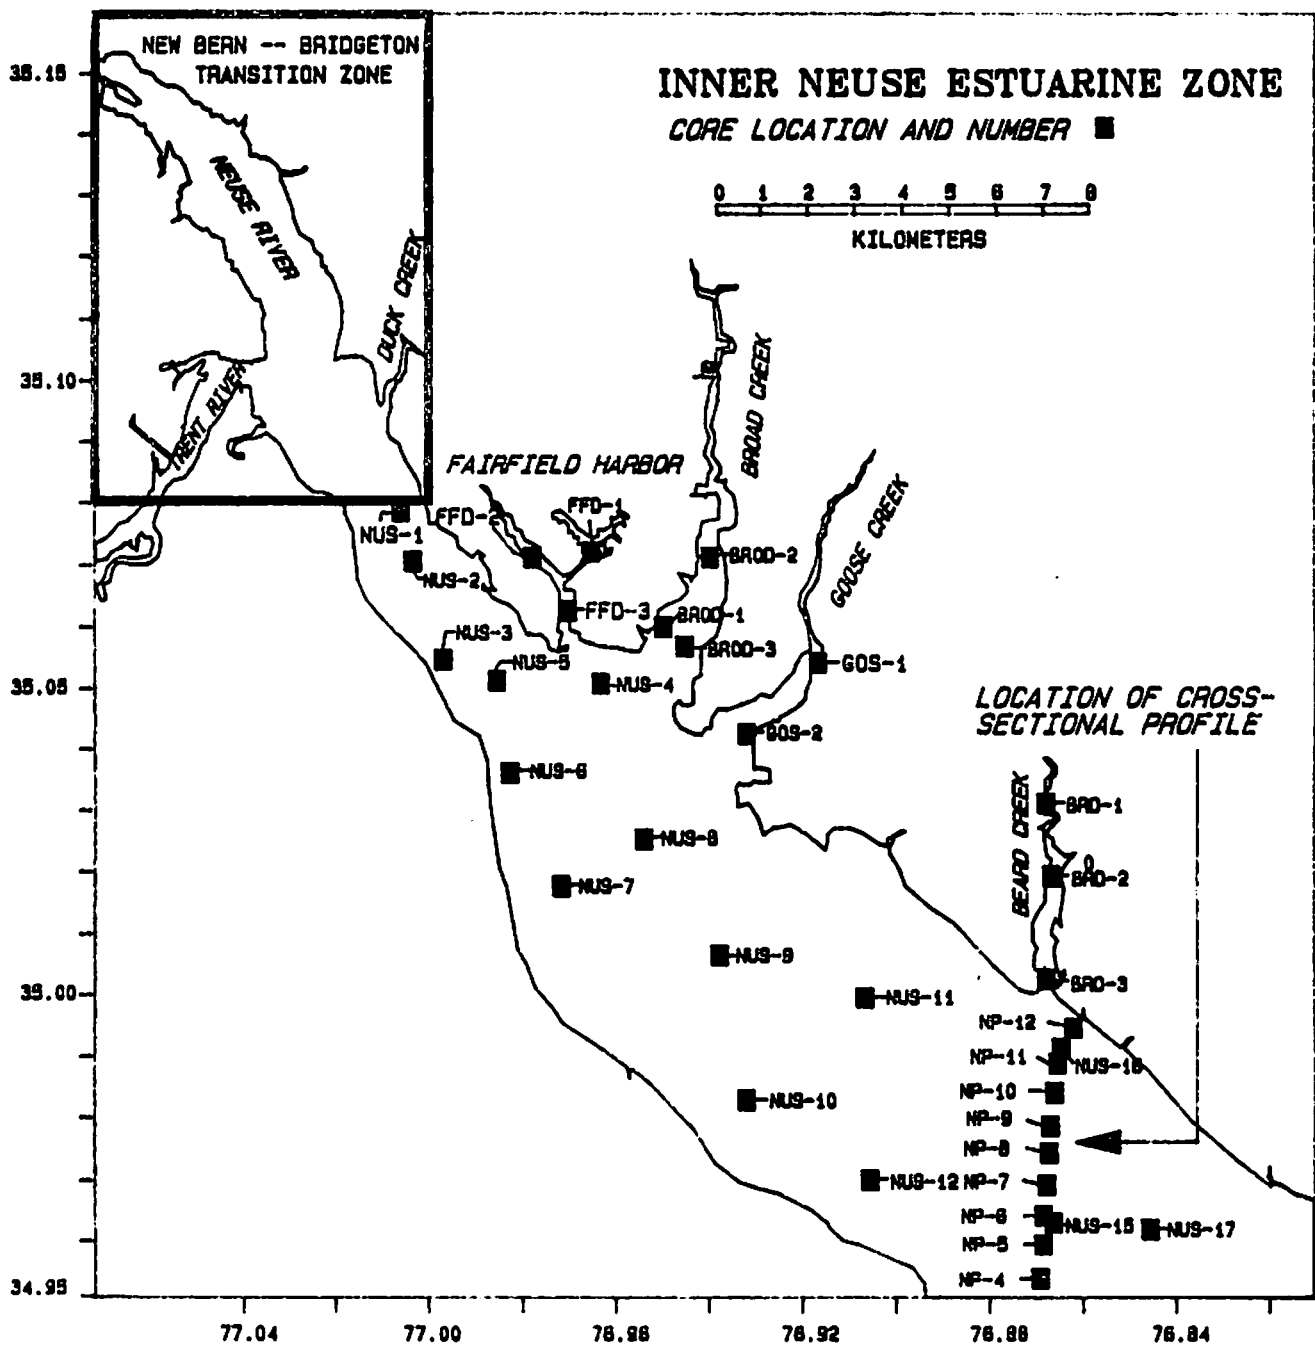 NEW BERN -- BRIDGETON
TRANSITION ZONE
INNER NEUSE ESTUARINE ZONE
CORE LOCATION AND NUMBER
0 1 2 3 4 5 6 7 8
KILOMETERS
35.15
35.10
35.05
35.00
34.95
NEUSE RIVER
DUCK CREEK
TRENT RIVER
BROAD CREEK
FAIRFIELD HARBOR
GOOSE CREEK
FFD-1
FFD-2
NUS-1
BROD-2
NUS-2
FFD-3
BROD-1
NUS-3
BROD-3
NUS-5
GOS-1
NUS-4
LOCATION OF CROSS-
SECTIONAL PROFILE
GOS-2
NUS-6
BEARD CREEK
BRD-1
NUS-8
BRD-2
NUS-7
NUS-9
BRD-3
NUS-11
NP-12
NP-11
NUS-16
NP-10
NUS-10
NP-9
NP-8
NUS-12
NP-7
NP-6
NUS-15
NUS-17
NP-5
NP-4
77.04
77.00
76.96
76.92
76.88
76.84